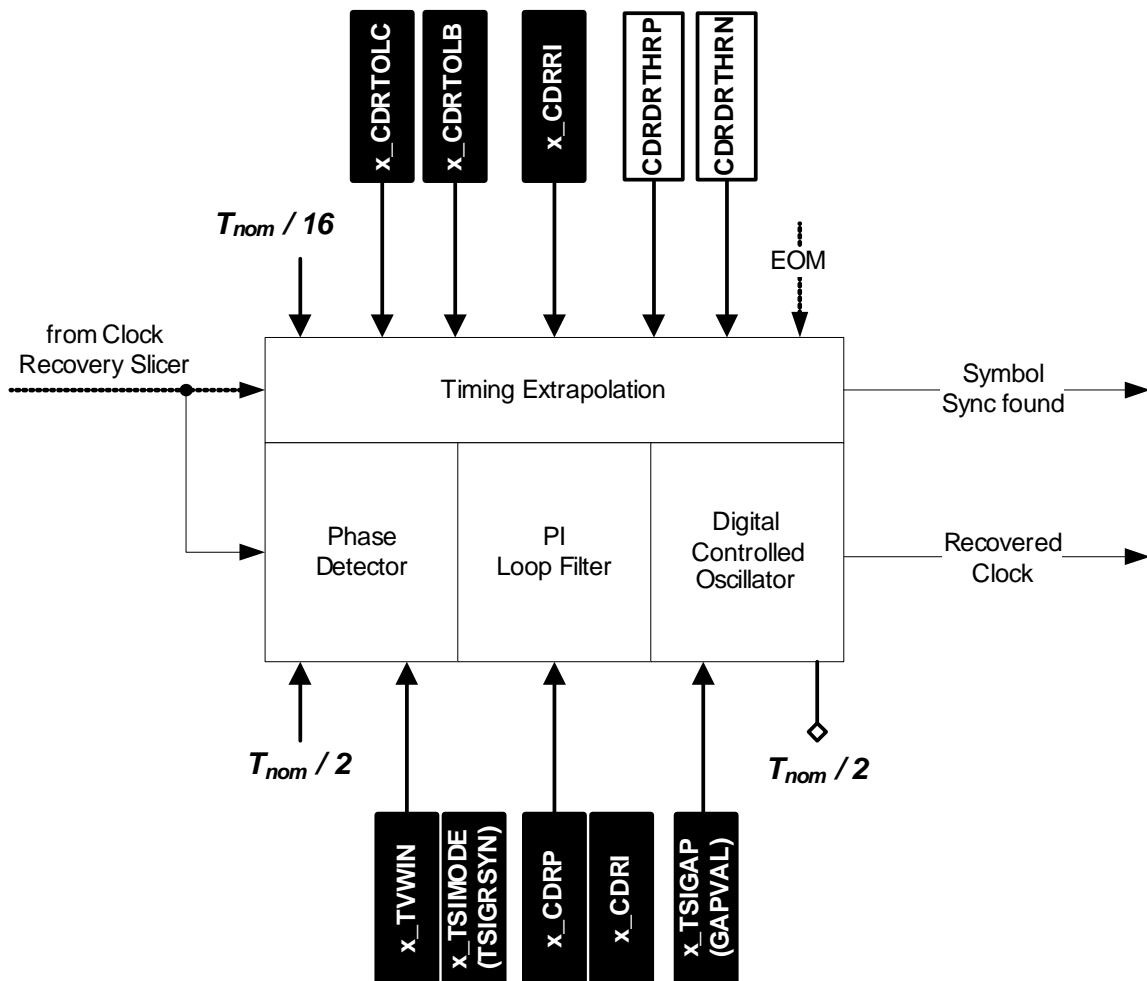 x_CDRTOLC
x_CDRTOLB
x_CDRRI
CDRDRTHRP
CDRDRTHRN
Tnom / 16
EOM
from Clock
Recovery Slicer
Timing Extrapolation
Symbol
Sync found
Phase
Detector
PI
Loop Filter
Digital
Controlled
Oscillator
Recovered
Clock
Tnom / 2
Tnom / 2
x_TVWIN
x_TSIMODE
(TSIGRSYN)
x_CDRP
x_CDRI
x_TSIGAP
(GAPVAL)